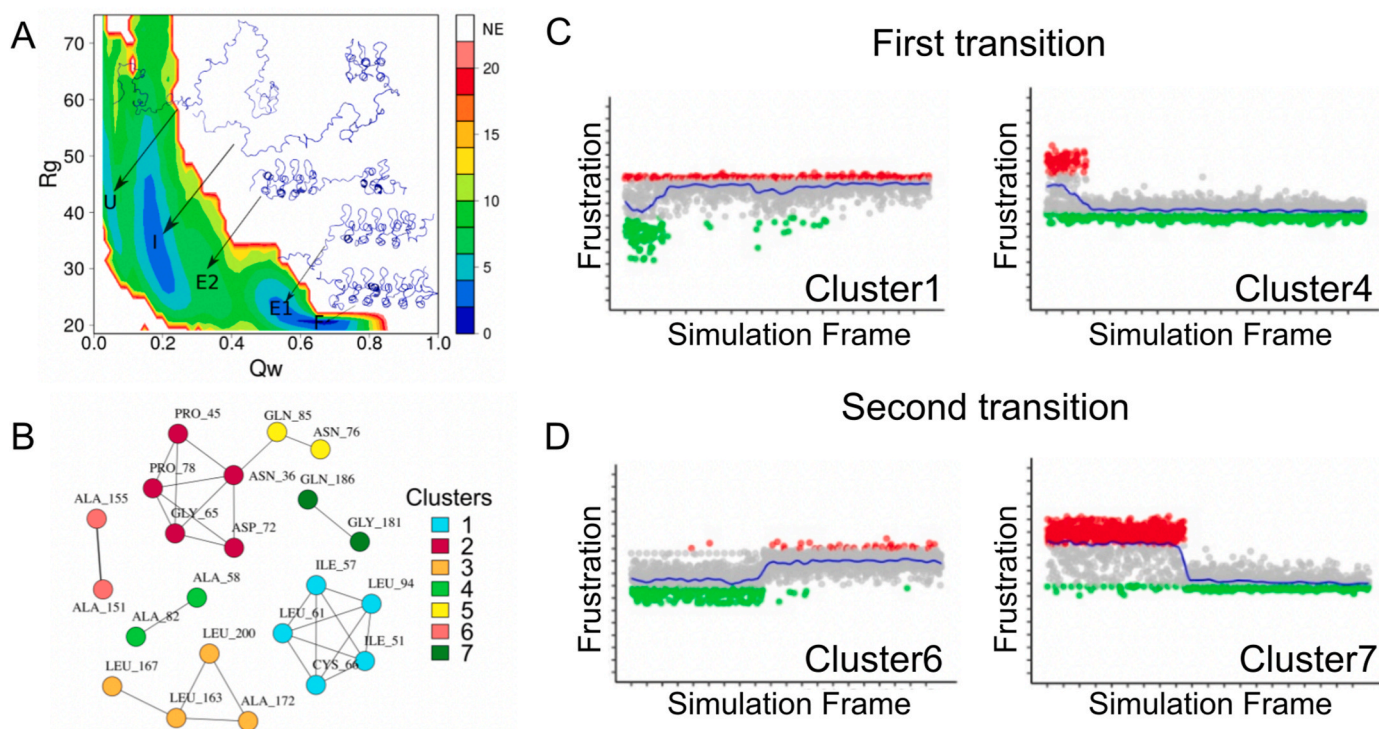 A
Rg
70
60
50
40
30
20
0.0
0.2
0.4
0.6
0.8
1.0
Qw
U
I
E2
E1
F
NE
20
15
10
5
0
B
PRO_45
GLN_85
ASN_76
PRO_78
ASN_36
GLN_186
ALA_155
GLY_65
ASP_72
GLY_181
ALA_58
ILE_57
LEU_94
ALA_151
ALA_82
LEU_61
LEU_200
ILE_51
LEU_167
CYS_66
LEU_163
ALA_172
Clusters
1
2
3
4
5
6
7
C
First transition
Frustration
Cluster1
Simulation Frame
Frustration
Cluster4
Simulation Frame
D
Second transition
Frustration
Cluster6
Simulation Frame
Frustration
Cluster7
Simulation Frame